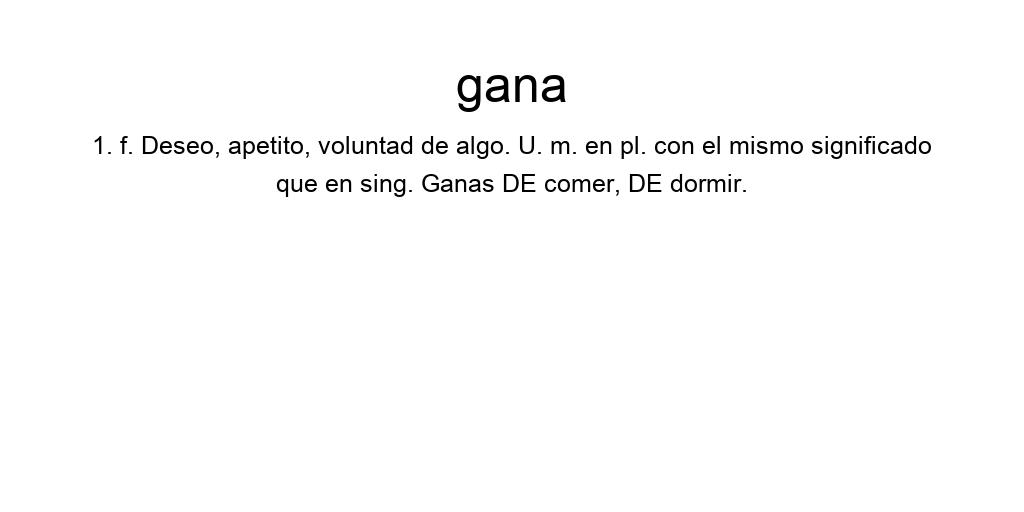 gana
1. f. Deseo, apetito, voluntad de algo. U. m. en pl. con el mismo significado
que en sing. Ganas DE comer, DE dormir.